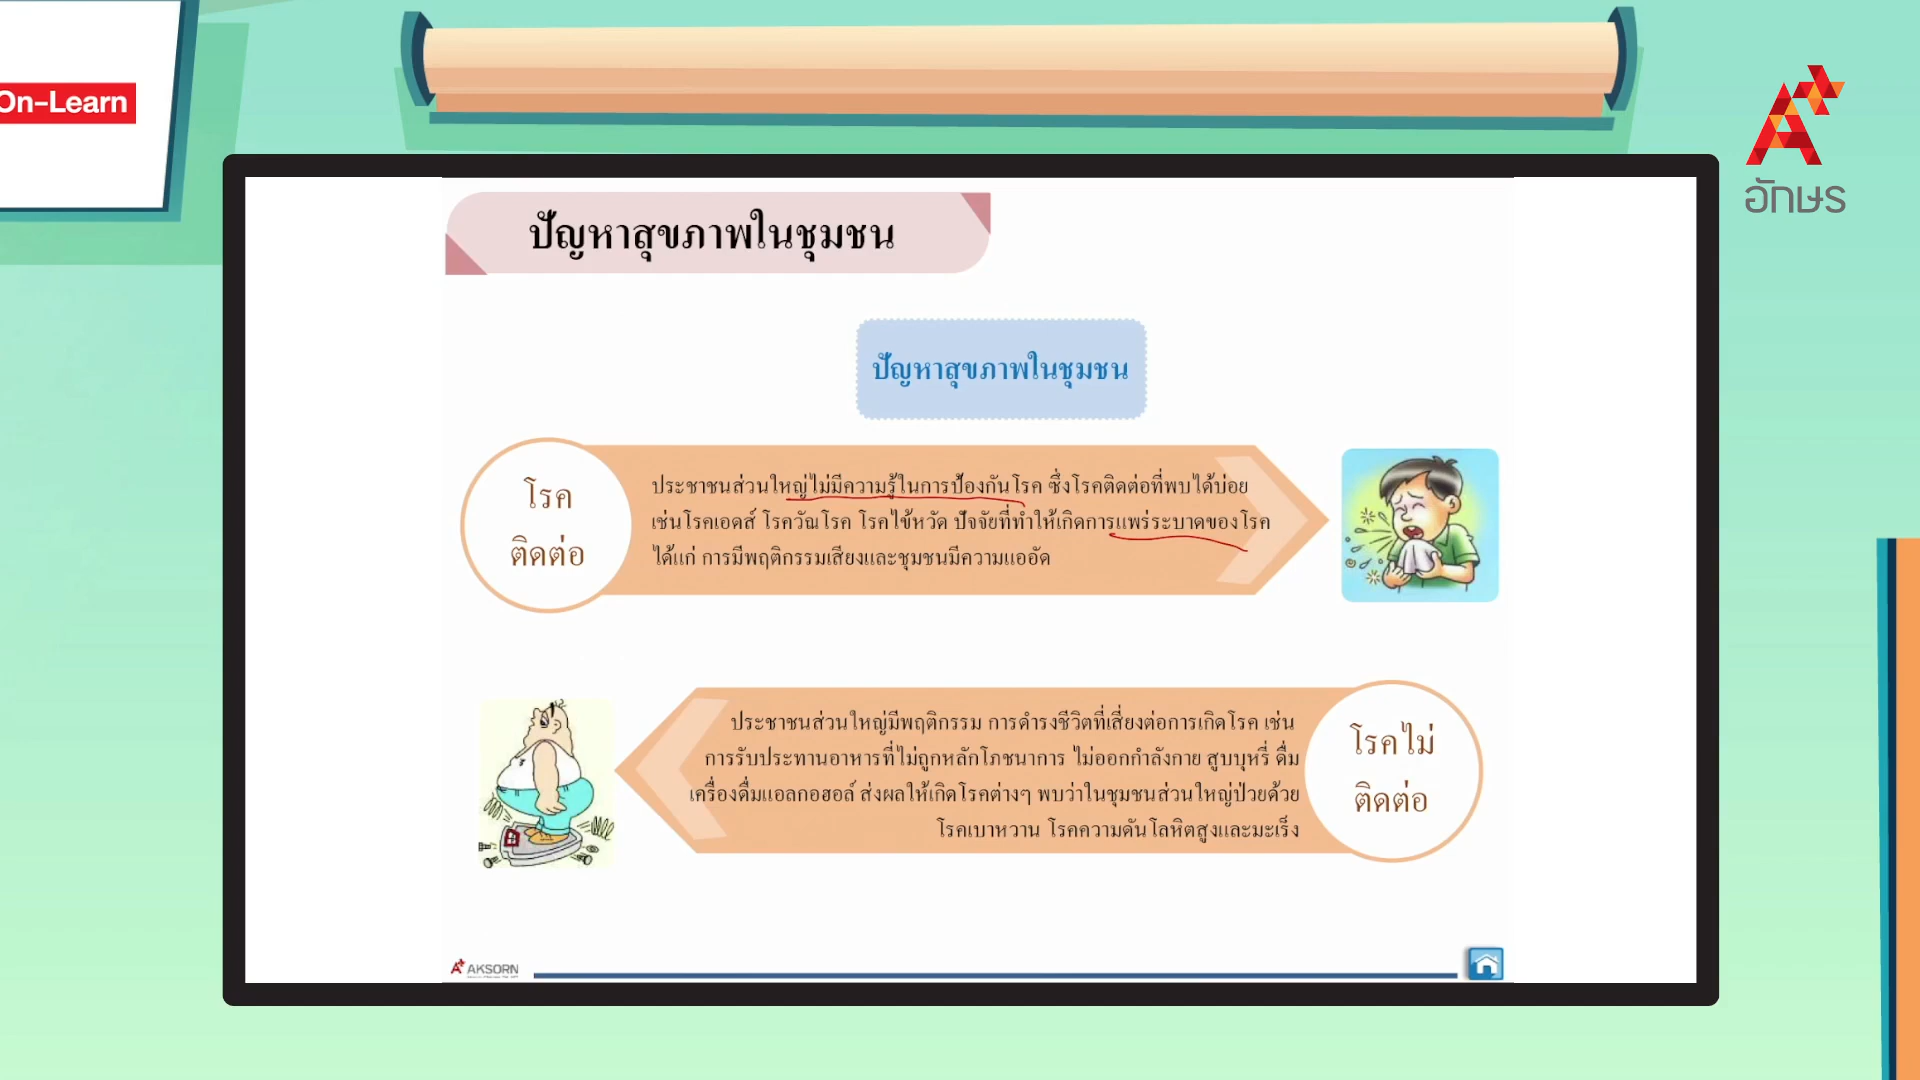 On-Learn
อักษร
ปัญหาสุขภาพในชุมชน
ปัญหาสุขภาพในชุมชน
โรค
ติดต่อ
ประชาชนส่วนใหญ่ไม่มีความรู้ในการป้องกันโรค ซึ่งโรคติดต่อที่พบได้บ่อย
เช่นโรคเอดส์ โรควัณโรค โรคไข้หวัด ปัจจัยที่ทำให้เกิดการแพร่ระบาดของโรค
ได้แก่ การมีพฤติกรรมเสียงและชุมชนมีความแออัด
ประชาชนส่วนใหญ่มีพฤติกรรม การดำรงชีวิตที่เสี่ยงต่อการเกิดโรค เช่น
การรับประทานอาหารที่ไม่ถูกหลักโภชนาการ ไม่ออกกำลังกาย สูบบุหรี่ ดื่ม
เครื่องดื่มแอลกอฮอล์ ส่งผลให้เกิดโรคต่างๆ พบว่าในชุมชนส่วนใหญ่ป่วยด้วย
โรคเบาหวาน โรคความดันโลหิตสูงและมะเร็ง
โรคไม่
ติดต่อ
AKSORN